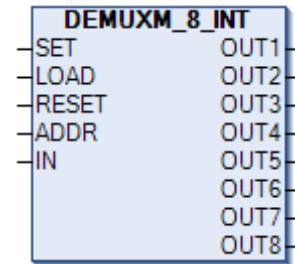 DEMUXM_8_INT
SET OUT1
LOAD OUT2
RESET OUT3
ADDR OUT4
IN OUT5
OUT6
OUT7
OUT8